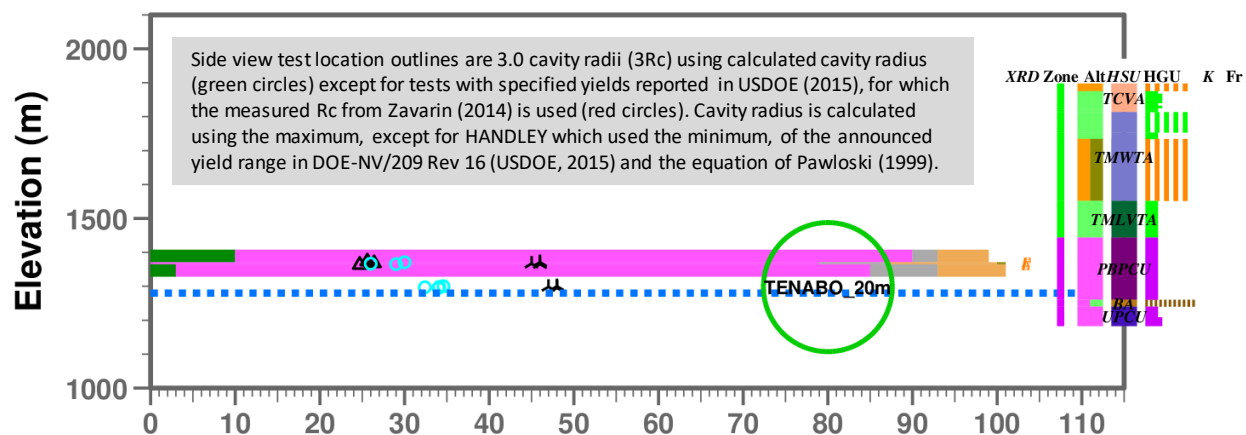 2000
1500
1000
Elevation (m)
Side view test location outlines are 3.0 cavity radii (3Rc) using calculated cavity radius
(green circles) except for tests with specified yields reported in USDOE (2015), for which
the measured Rc from Zavarin (2014) is used (red circles). Cavity radius is calculated
using the maximum, except for HANDLEY which used the minimum, of the announced
yield range in DOE-NV/209 Rev 16 (USDOE, 2015) and the equation of Pawloski (1999).
XRD Zone Alt HSU HGU K Fr
TCVA
TMWTA
TMLVTA
PBPCU
BA
UPCU
TENABO_20m
0 10 20 30 40 50 60 70 80 90 100 110